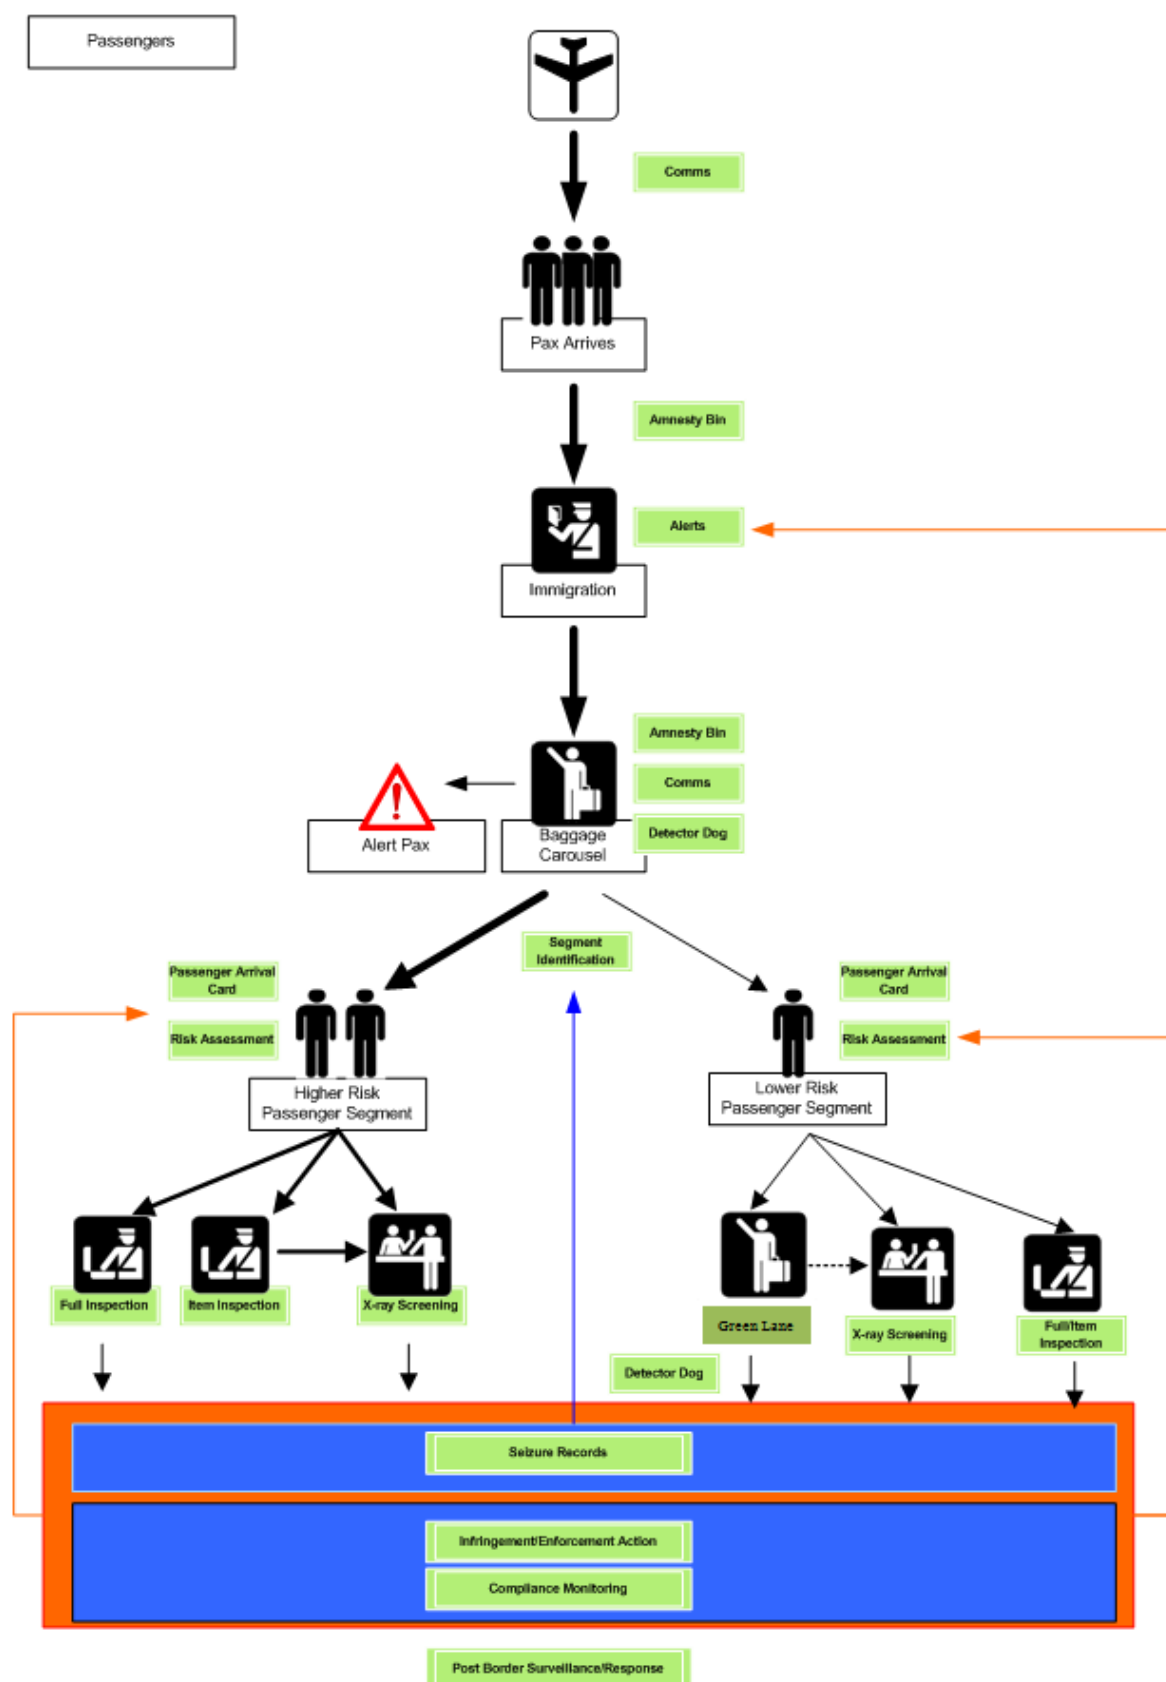 Passengers
Comms
Pax Arrives
Amnesty Bin
Alerts
Immigration
Amnesty Bin
Comms
Detector Dog
Alert Pax
Baggage
Carousel
Segment
Identification
Passenger Arrival
Card
Risk Assessment
Passenger Arrival
Card
Risk Assessment
Higher Risk
Passenger Segment
Lower Risk
Passenger Segment
Full Inspection
Item Inspection
X-ray Screening
Green Lane
X-ray Screening
Full/Item
Inspection
Detector Dog
Seizure Records
Infringement/Enforcement Action
Compliance Monitoring
Post Border Surveillance/Response